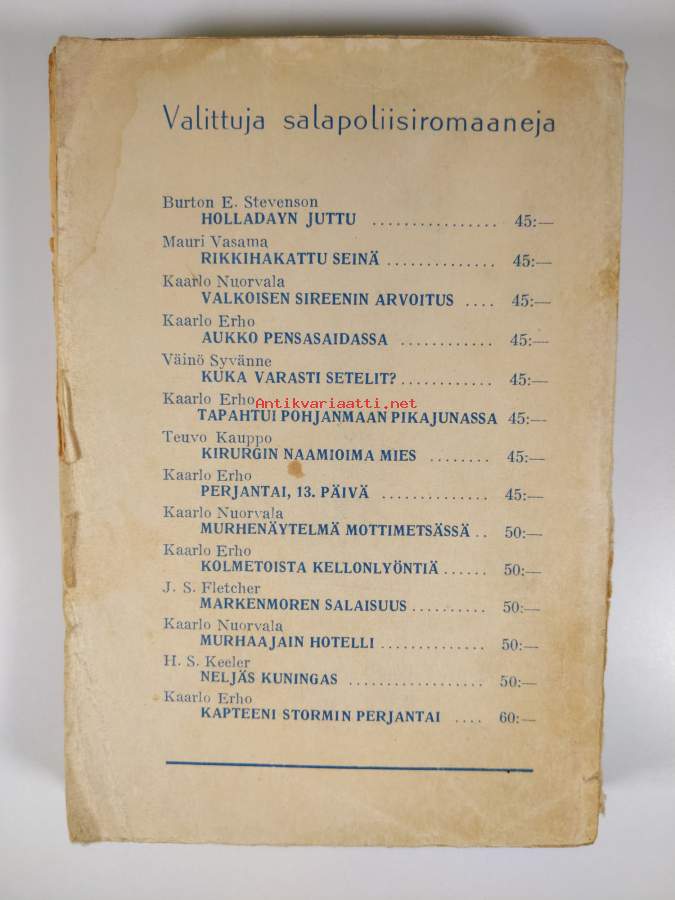 Valittuja salapoliisiromaaneja
Burton E. Stevenson
HOLLADAYN JUTTU ............... 45:—
Mauri Vasama
RIKKIHAKATTU SEINÄ ............. 45:—
Kaarlo Nuorvala
VALKOISEN SIREENIN ARVOITUS .... 45:—
Kaarlo Erho
AUKKO PENSASAIDASSA ............ 45:—
Väinö Syvänne
KUKA VARASTI SETELIT? ........... 45:—
Kaarlo Erho
Antikvariaatti.net
TAPAHTUI POHJANMAAN PIKAJUNASSA 45:—
Teuvo Kauppo
KIRURGIN NAAMIOIMA MIES ........ 45:—
Kaarlo Erho
PERJANTAI, 13. PÄIVÄ ............. 45:—
Kaarlo Nuorvala
MURHENÄYTELMÄ MOTTIMETSÄSSÄ .. 50:—
Kaarlo Erho
KOLMETOISTA KELLONLYÖNTIÄ ...... 50:—
J. S. Fletcher
MARKENMOREN SALAISUUS .......... 50:—
Kaarlo Nuorvala
MURHAAJAIN HOTELLI .............. 50:—
H. S. Keeler
NELJÄS KUNINGAS .................. 50:—
Kaarlo Erho
KAPTEENI STORMIN PERJANTAI .... 60:—